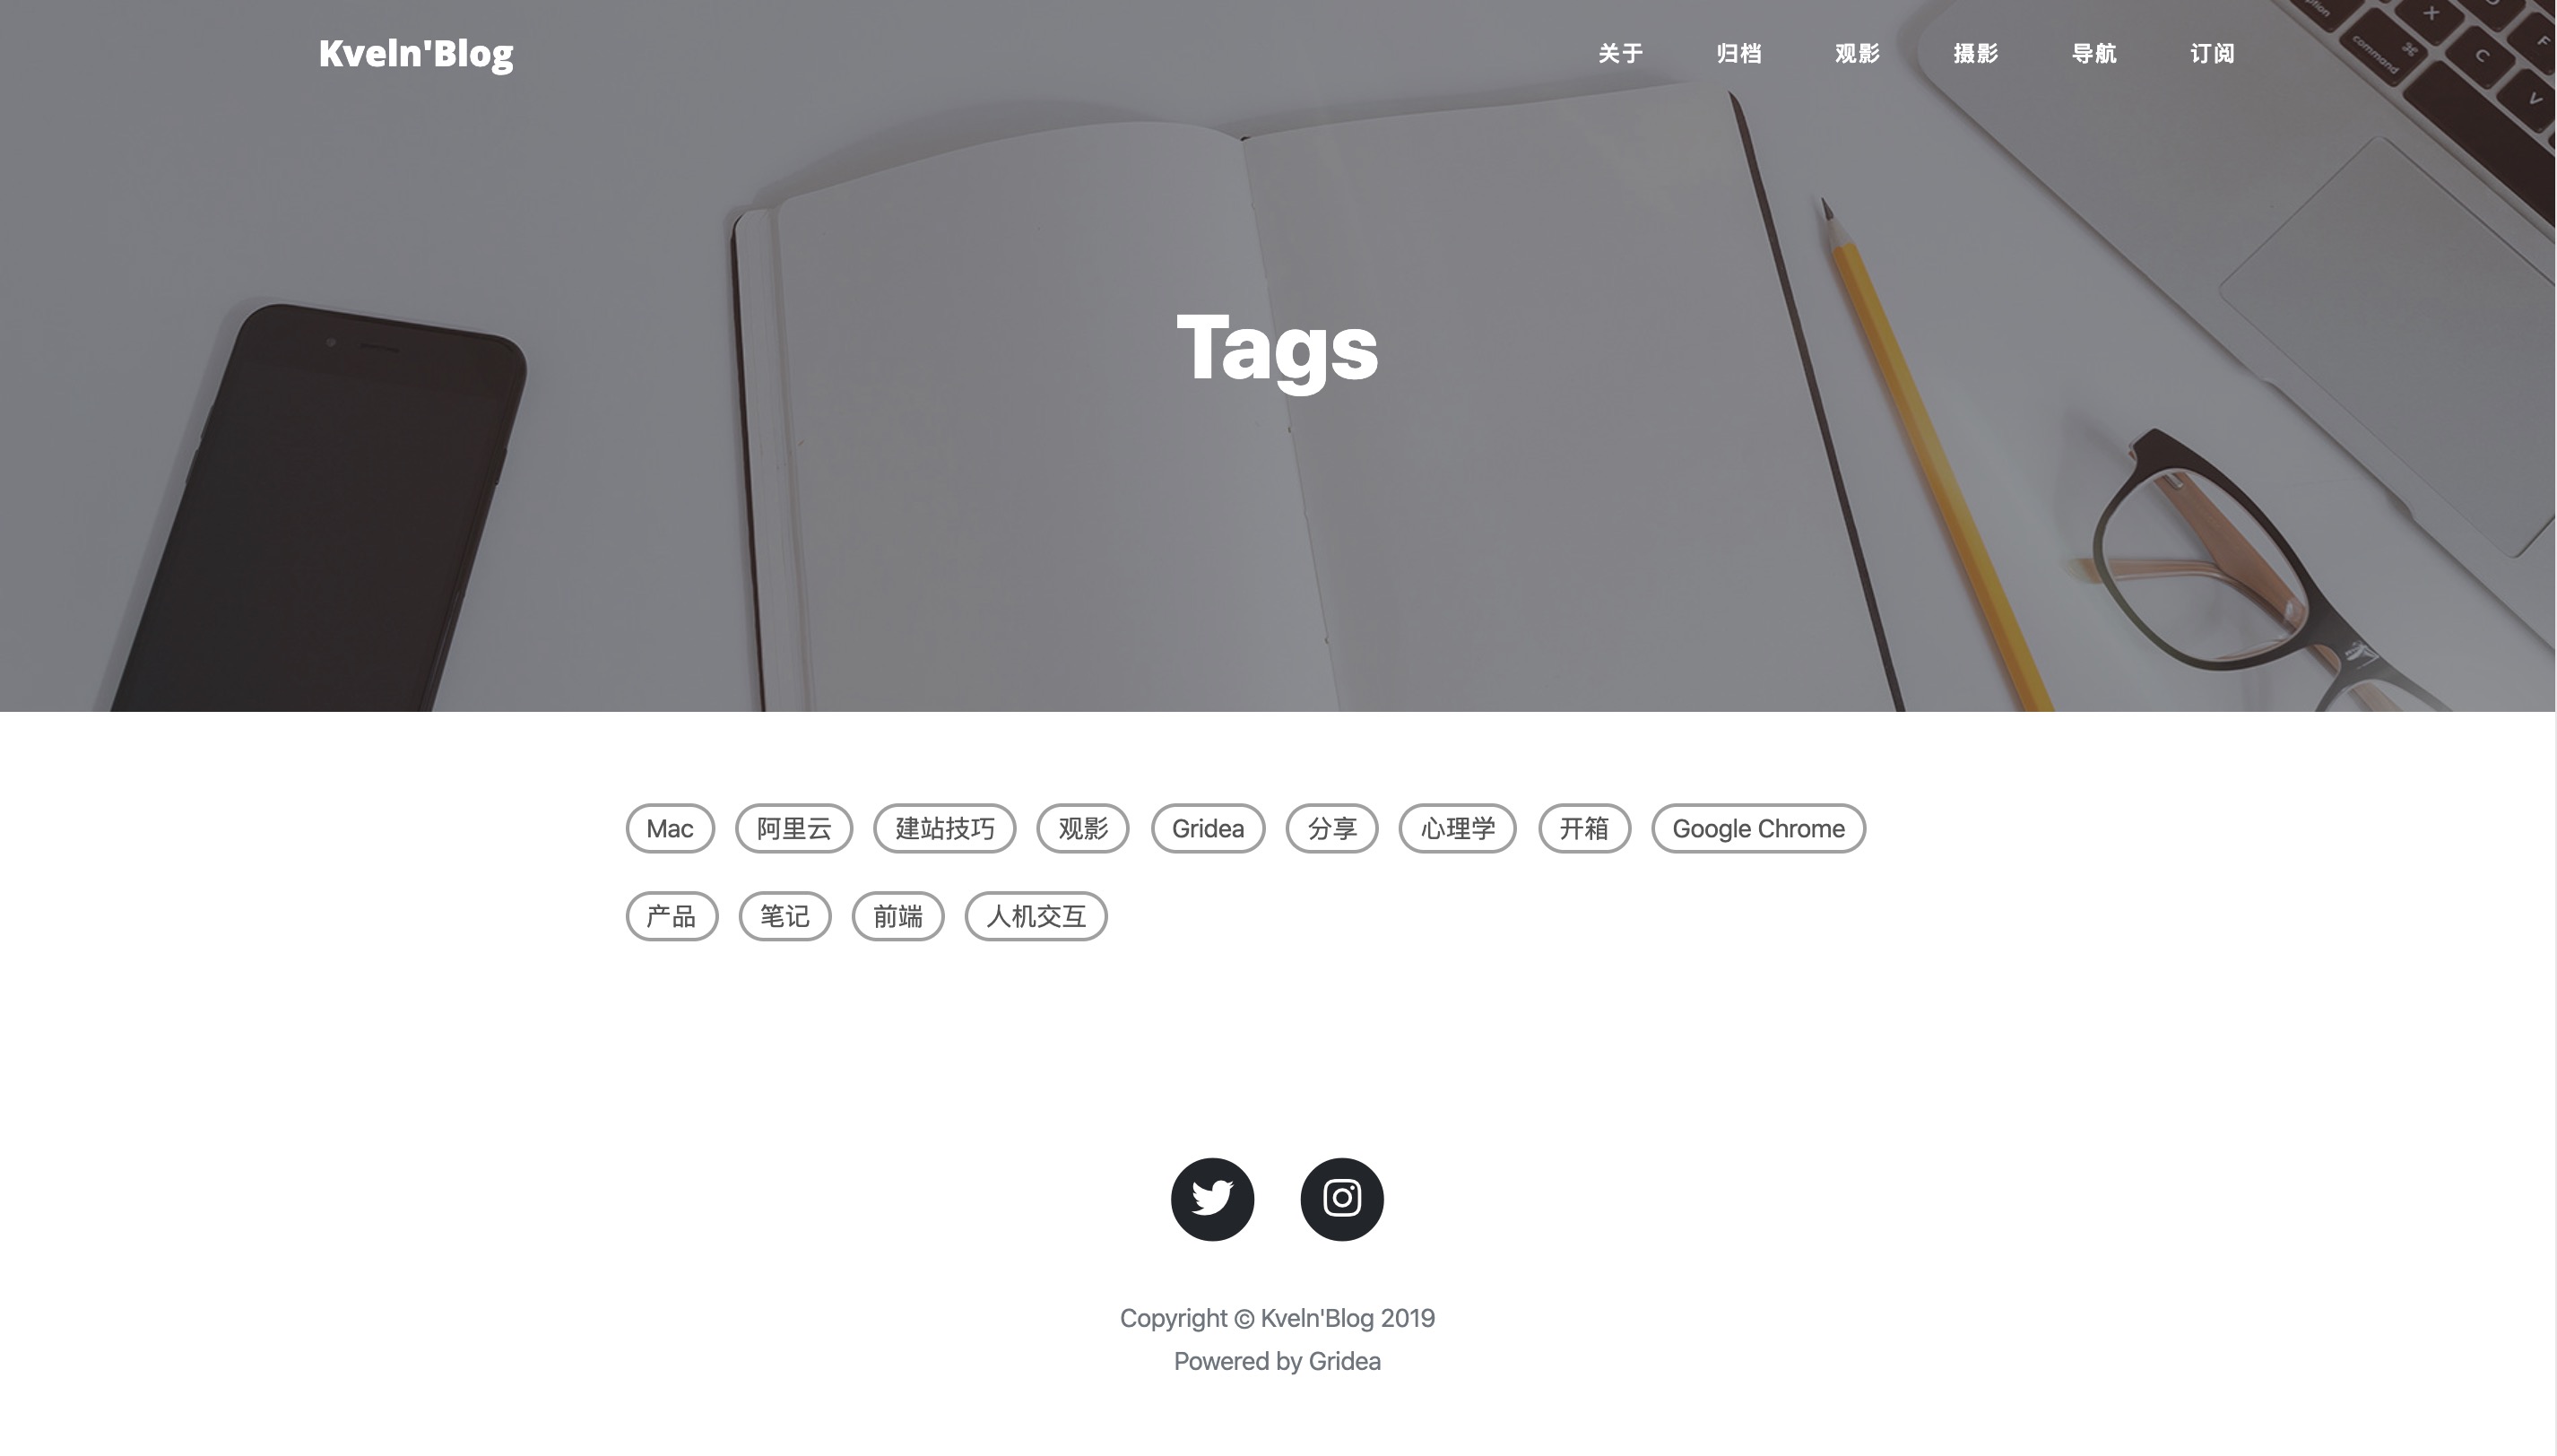 Kveln'Blog 关于 归档 观影 摄影 导航 订阅
ption X D F
command ⌘ C V
Tags
Mac 阿里云 建站技巧 观影 Gridea 分享 心理学 开箱 Google Chrome
产品 笔记 前端 人机交互
Copyright © Kveln'Blog 2019
Powered by Gridea